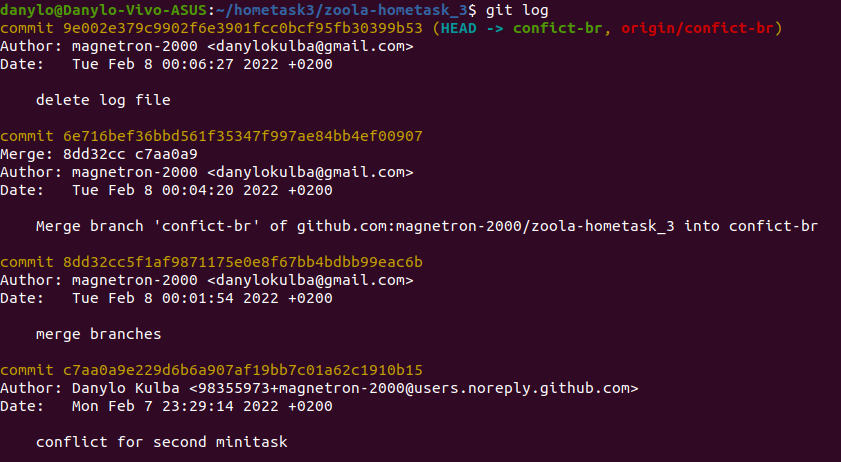 danylo@Danylo-Vivo-ASUS:~/hometask3/zoola-hometask_3$ git log
commit 9e002e379c9902f6e3901fcc0bcf95fb30399b53 (HEAD -> confict-br, origin/confict-br)
Author: magnetron-2000 <danylokulba@gmail.com>
Date:   Tue Feb 8 00:06:27 2022 +0200
    delete log file
commit 6e716bef36bbd561f35347f997ae84bb4ef00907
Merge: 8dd32cc c7aa0a9
Author: magnetron-2000 <danylokulba@gmail.com>
Date:   Tue Feb 8 00:04:20 2022 +0200
    Merge branch 'confict-br' of github.com:magnetron-2000/zoola-hometask_3 into confict-br
commit 8dd32cc5f1af9871175e0e8f67bb4bdbb99eac6b
Author: magnetron-2000 <danylokulba@gmail.com>
Date:   Tue Feb 8 00:01:54 2022 +0200
    merge branches
commit c7aa0a9e229d6b6a907af19bb7c01a62c1910b15
Author: Danylo Kulba <98355973+magnetron-2000@users.noreply.github.com>
Date:   Mon Feb 7 23:29:14 2022 +0200
    conflict for second minitask